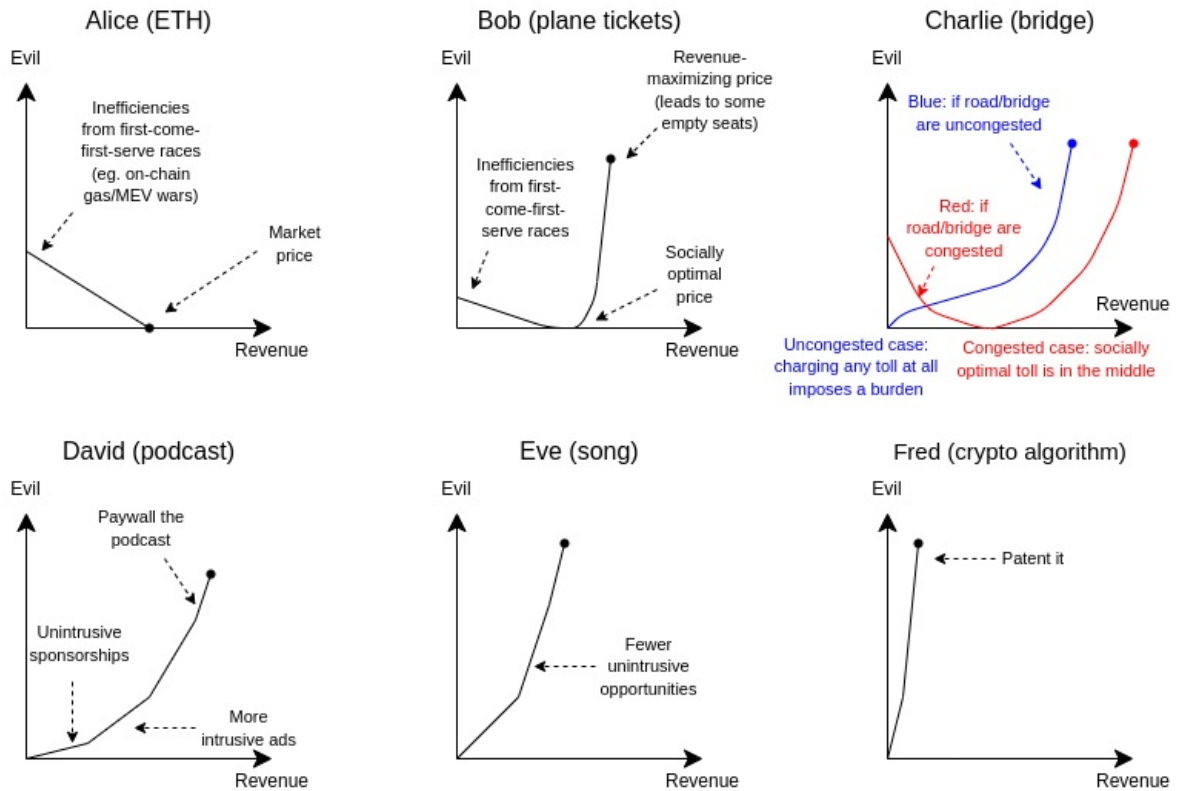 Alice (ETH)
Evil
Inefficiencies
from first-come-
first-serve races
(eg. on-chain
gas/MEV wars)
Market
price
Revenue
Bob (plane tickets)
Evil
Revenue-
maximizing price
(leads to some
empty seats)
Inefficiencies
from first-
come-first-
serve races
Socially
optimal
price
Revenue
Charlie (bridge)
Evil
Blue: if road/bridge
are uncongested
Red: if
road/bridge are
congested
Revenue
Uncongested case:
charging any toll at all
imposes a burden
Congested case: socially
optimal toll is in the middle
David (podcast)
Evil
Paywall the
podcast
Unintrusive
sponsorships
More
intrusive ads
Revenue
Eve (song)
Evil
Fewer
unintrusive
opportunities
Revenue
Fred (crypto algorithm)
Evil
Patent it
Revenue